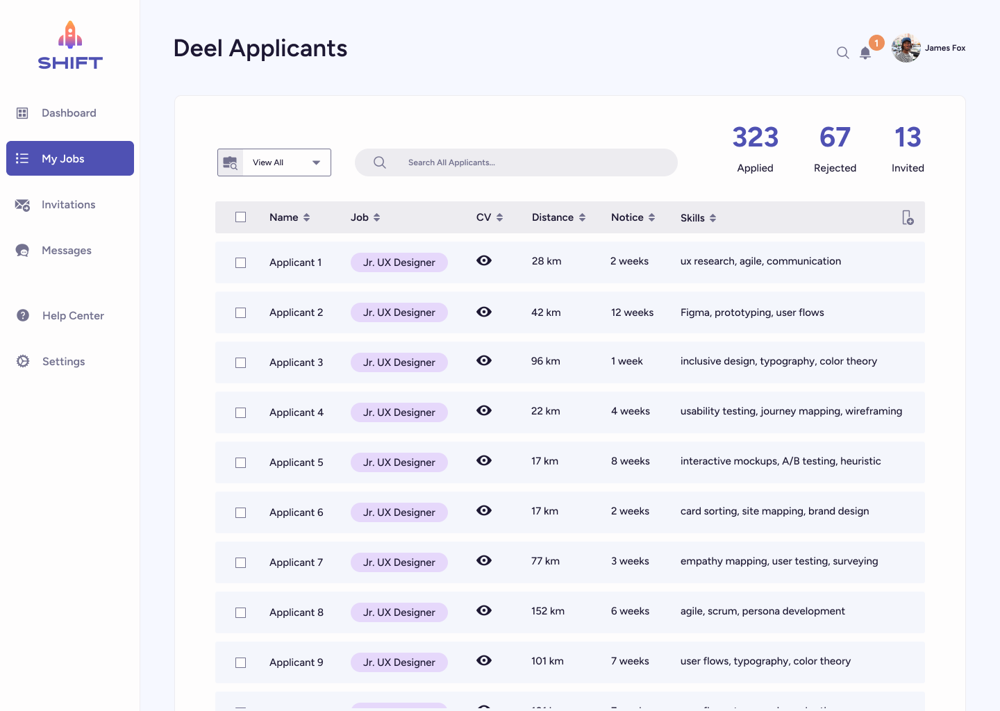 SHIFT
Dashboard
My Jobs
Invitations
Messages
Help Center
Settings
Deel Applicants
1
James Fox
View All
Search All Applicants...
323 67 13
Applied Rejected Invited
Name Job CV Distance Notice Skills
Applicant 1 Jr. UX Designer 28 km 2 weeks ux research, agile, communication
Applicant 2 Jr. UX Designer 42 km 12 weeks Figma, prototyping, user flows
Applicant 3 Jr. UX Designer 96 km 1 week inclusive design, typography, color theory
Applicant 4 Jr. UX Designer 22 km 4 weeks usability testing, journey mapping, wireframing
Applicant 5 Jr. UX Designer 17 km 8 weeks interactive mockups, A/B testing, heuristic
Applicant 6 Jr. UX Designer 17 km 2 weeks card sorting, site mapping, brand design
Applicant 7 Jr. UX Designer 77 km 3 weeks empathy mapping, user testing, surveying
Applicant 8 Jr. UX Designer 152 km 6 weeks agile, scrum, persona development
Applicant 9 Jr. UX Designer 101 km 7 weeks user flows, typography, color theory